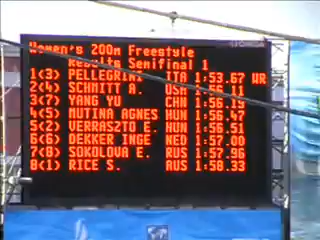 Women's 200m Freestyle
Results Semifinal 1
1(3) PELLEGRINI ITA 1:53.67 WR
2(4) SCHMITT A. USA 1:56.11
3(7) YANG YU CHN 1:56.19
4(5) MUTINA AGNES HUN 1:56.47
5(2) VERRASZTO E. HUN 1:56.51
6(6) DEKKER INGE NED 1:57.00
7(8) SOKOLOVA E. RUS 1:57.96
8(1) RICE S. AUS 1:58.33